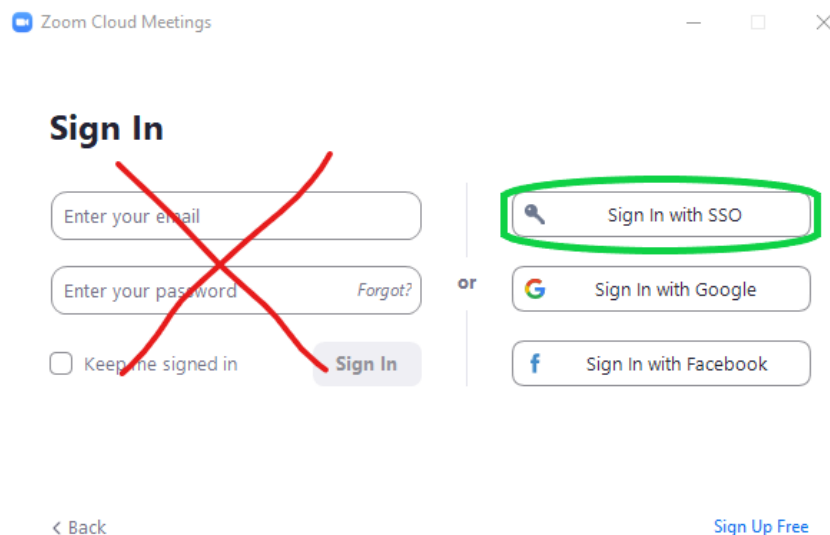 Zoom Cloud Meetings
Sign In
Enter your email
Enter your password
Forgot?
Keep me signed in
Sign In
or
Sign In with SSO
Sign In with Google
Sign In with Facebook
Back
Sign Up Free